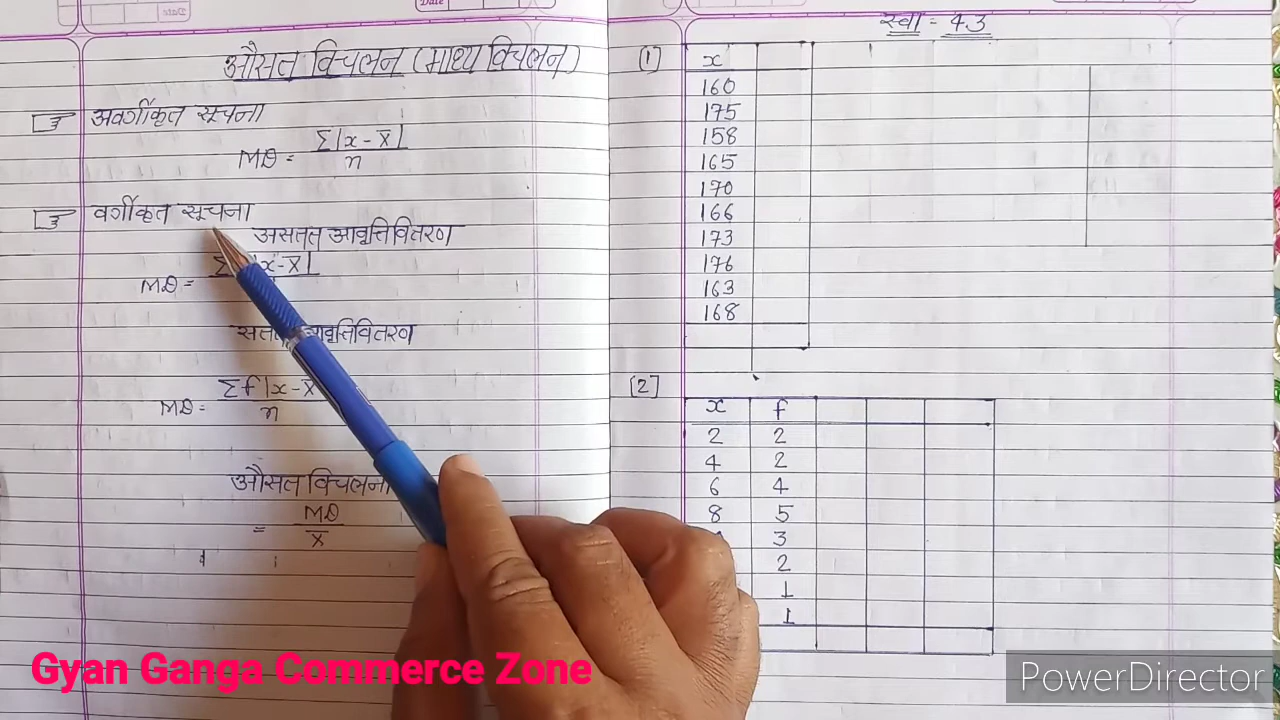 Date
औसत विचलन (माध्य विचलन)
अवर्गीकृत सूचना
MD = Σ|x - x̄| / n
वर्गीकृत सूचना
असतत् आवृत्तिवितरण
MD = x - x̄|
आवृत्तिवितरण
MD = Σf|x - x̄ / n
औसत विचलन
= MD / x̄
स्वा = 4.3
(1)
x
160
175
158
165
170
166
173
176
163
168
[2]
x f
2 2
4 2
6 4
8 5
3
2
1
1
Gyan Ganga Commerce Zone
PowerDirector